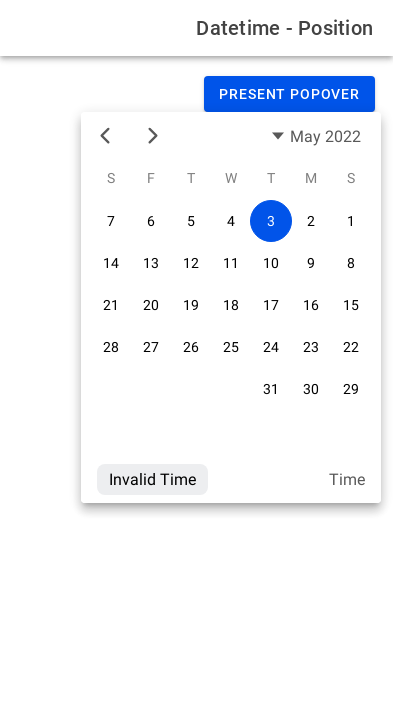 Datetime - Position
PRESENT POPOVER
May 2022
S F T W T M S
7 6 5 4 3 2 1
14 13 12 11 10 9 8
21 20 19 18 17 16 15
28 27 26 25 24 23 22
31 30 29
Invalid Time Time